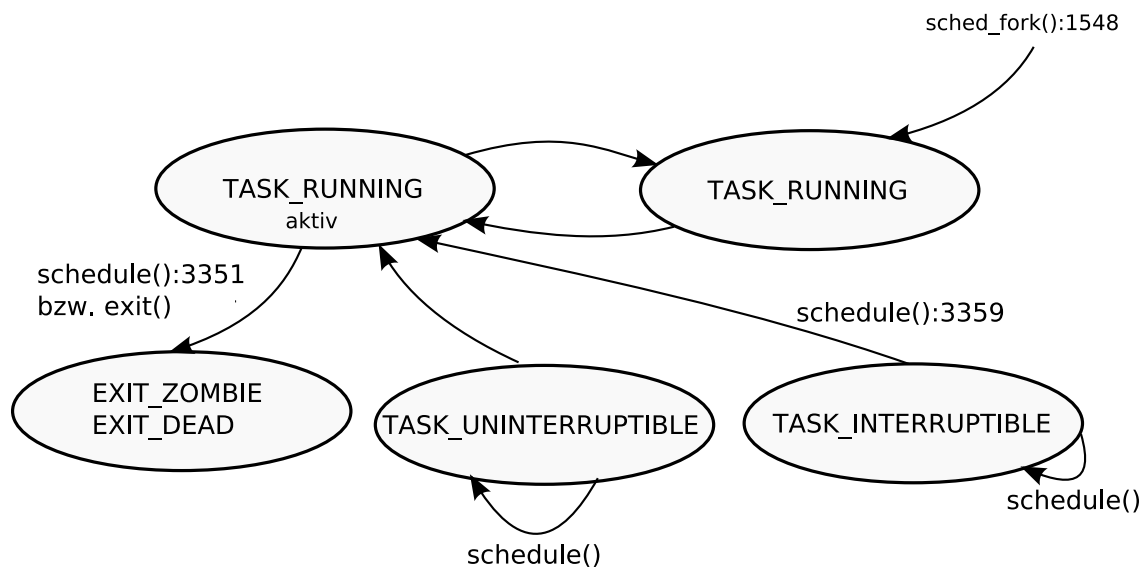 sched_fork():1548
TASK_RUNNING
aktiv
TASK_RUNNING
schedule():3351
bzw. exit()
schedule():3359
EXIT_ZOMBIE
EXIT_DEAD
TASK_UNINTERRUPTIBLE
TASK_INTERRUPTIBLE
schedule()
schedule()